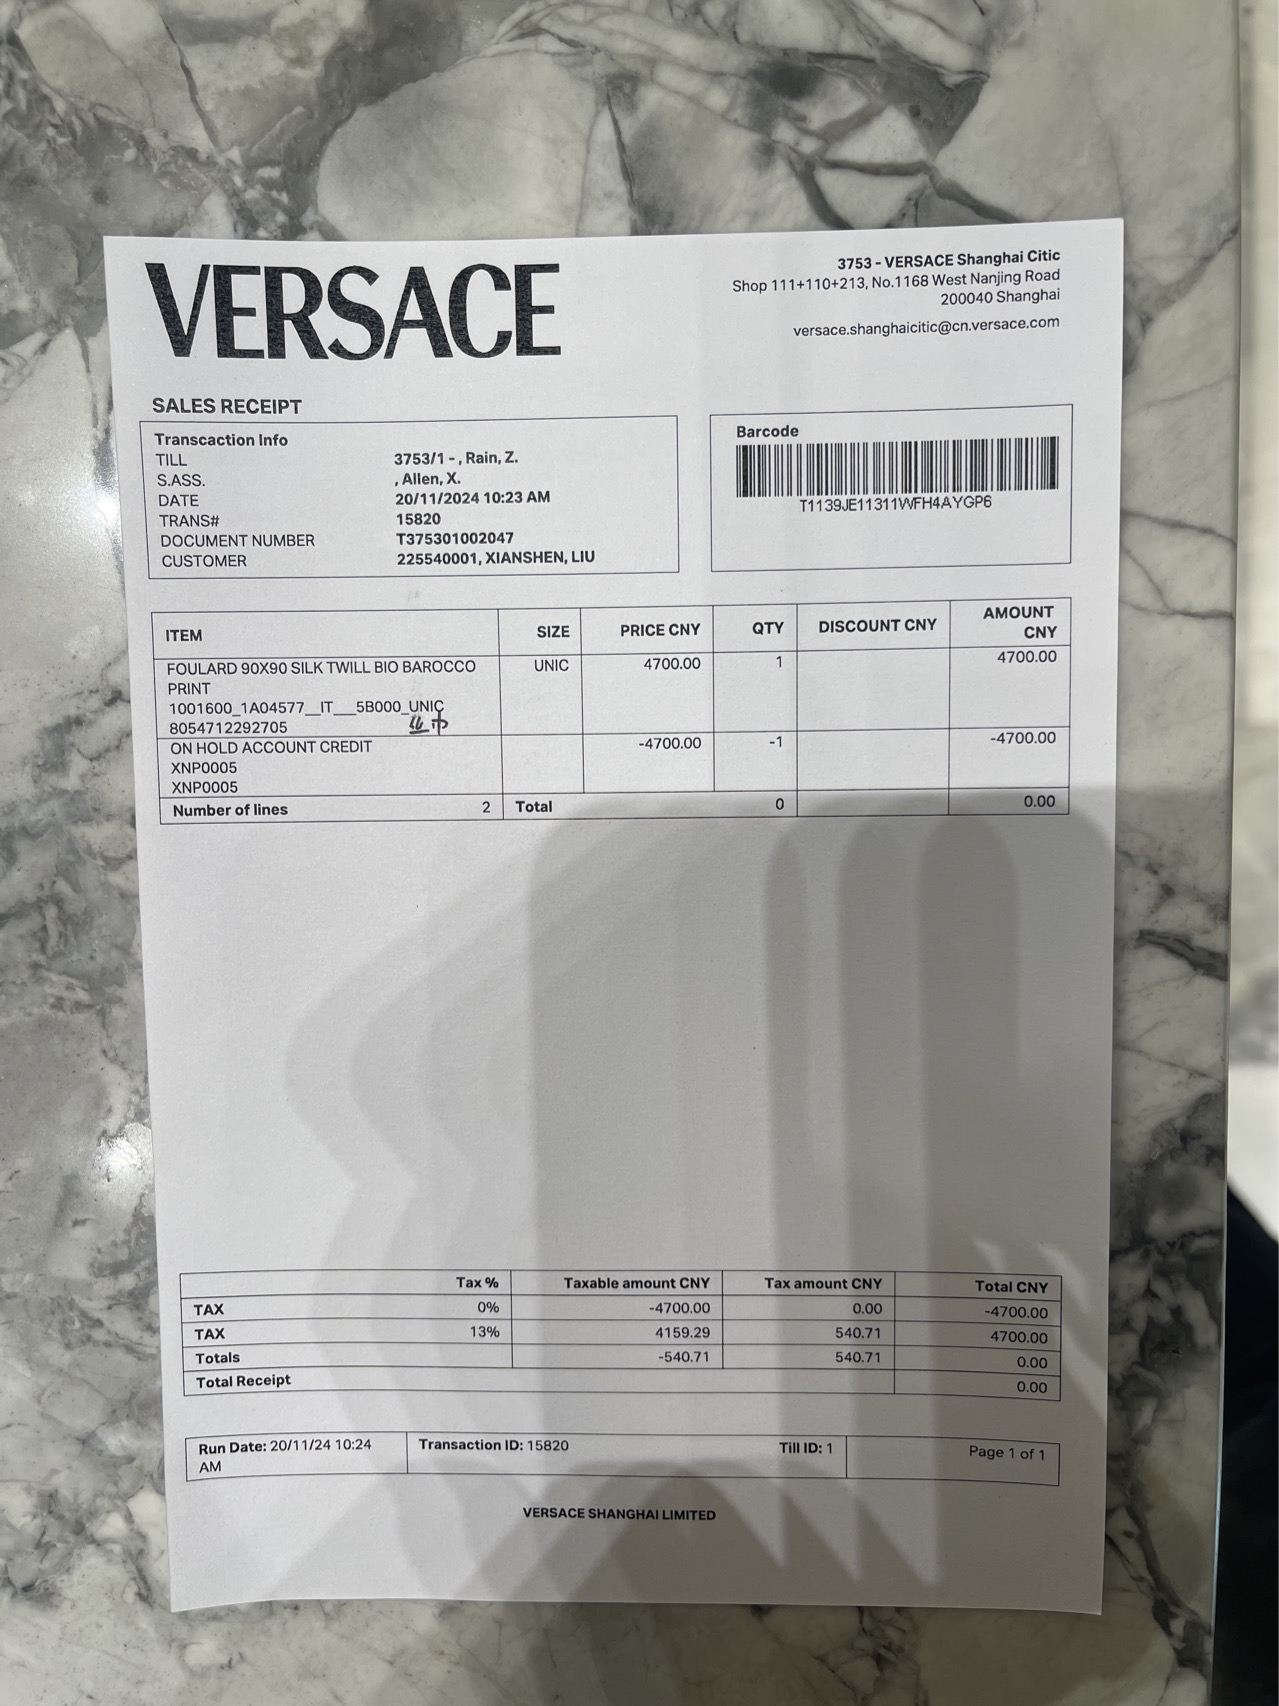 VERSACE
3753 - VERSACE Shanghai Citic
Shop 111+110+213, No.1168 West Nanjing Road
200040 Shanghai
versace.shanghaicitic@cn.versace.com
SALES RECEIPT
Transcaction Info
TILL 3753/1 - , Rain, Z.
S.ASS. , Allen, X.
DATE 20/11/2024 10:23 AM
TRANS# 15820
DOCUMENT NUMBER T375301002047
CUSTOMER 225540001, XIANSHEN, LIU
Barcode
T1139JE11311WFH4AYGP6
ITEM SIZE PRICE CNY QTY DISCOUNT CNY AMOUNT CNY
FOULARD 90X90 SILK TWILL BIO BAROCCO UNIC 4700.00 1 4700.00
PRINT
1001600_1A04577__IT___5B000_UNIC
8054712292705
ON HOLD ACCOUNT CREDIT -4700.00 -1 -4700.00
XNP0005
XNP0005
Number of lines 2 Total 0 0.00
Tax % Taxable amount CNY Tax amount CNY Total CNY
TAX 0% -4700.00 0.00 -4700.00
TAX 13% 4159.29 540.71 4700.00
Totals -540.71 540.71 0.00
Total Receipt 0.00
Run Date: 20/11/24 10:24 Transaction ID: 15820 Till ID: 1 Page 1 of 1
AM
VERSACE SHANGHAI LIMITED